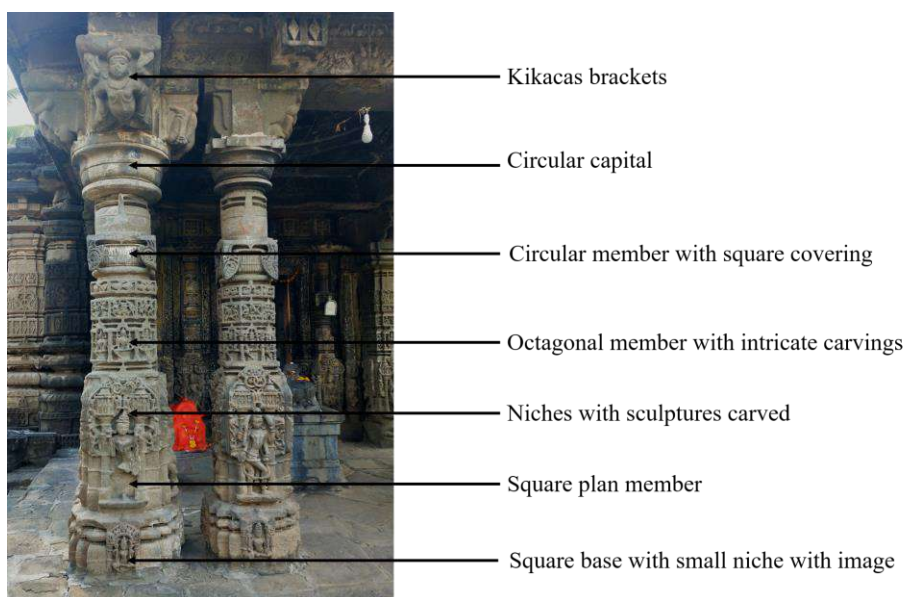 Kikacas brackets
Circular capital
Circular member with square covering
Octagonal member with intricate carvings
Niches with sculptures carved
Square plan member
Square base with small niche with image